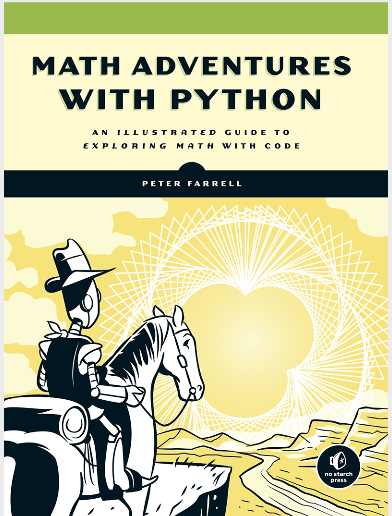 MATH ADVENTURES
WITH PYTHON
AN ILLUSTRATED GUIDE TO
EXPLORING MATH WITH CODE
PETER FARRELL
no starch
press